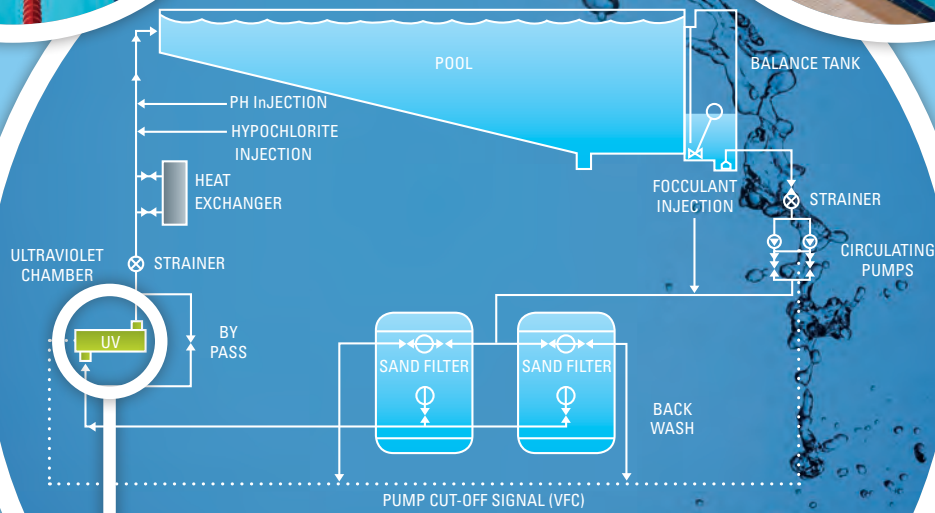 POOL
BALANCE TANK
PH InJECTION
HYPOCHLORITE
INJECTION
HEAT
EXCHANGER
FOCCULANT
INJECTION
STRAINER
CIRCULATING
PUMPS
ULTRAVIOLET
CHAMBER
STRAINER
UV
BY
PASS
SAND FILTER
SAND FILTER
BACK
WASH
PUMP CUT-OFF SIGNAL (VFC)